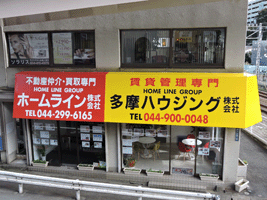 ソラリス
不動産仲介・買取専門
HOME LINE GROUP
ホームライン株式会社
TEL 044-299-6165
賃貸管理専門
HOME LINE GROUP
多摩ハウジング株式会社
TEL 044-900-0048